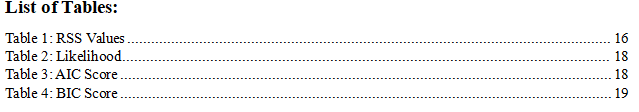 List of Tables:
Table 1: RSS Values ........................................................................................................................ 16
Table 2: Likelihood.......................................................................................................................... 18
Table 3: AIC Score .......................................................................................................................... 18
Table 4: BIC Score .......................................................................................................................... 19